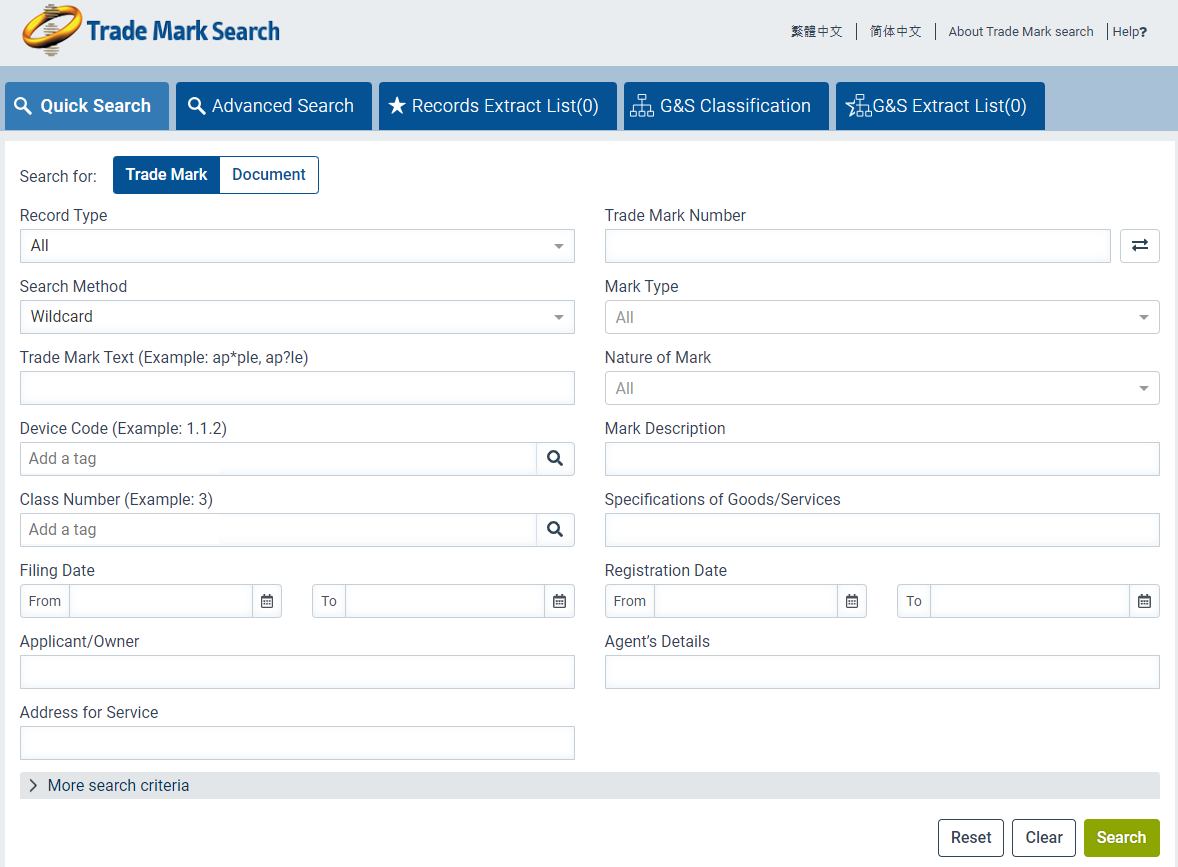 Trade Mark Search
繁體中文 简体中文 About Trade Mark search Help?
Quick Search Advanced Search Records Extract List(0) G&S Classification G&S Extract List(0)
Search for: Trade Mark Document
Record Type Trade Mark Number
All
Search Method Mark Type
Wildcard All
Trade Mark Text (Example: ap*ple, ap?le) Nature of Mark
All
Device Code (Example: 1.1.2) Mark Description
Add a tag
Class Number (Example: 3) Specifications of Goods/Services
Add a tag
Filing Date Registration Date
From To From To
Applicant/Owner Agent’s Details
Address for Service
More search criteria
Reset Clear Search